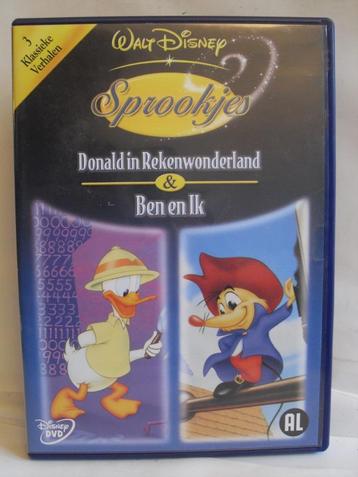 3
Klassieke
Verhalen
WALT DISNEY
Sprookjes
Donald in Rekenwonderland
&
Ben en Ik
DISNEY
DVD
AL